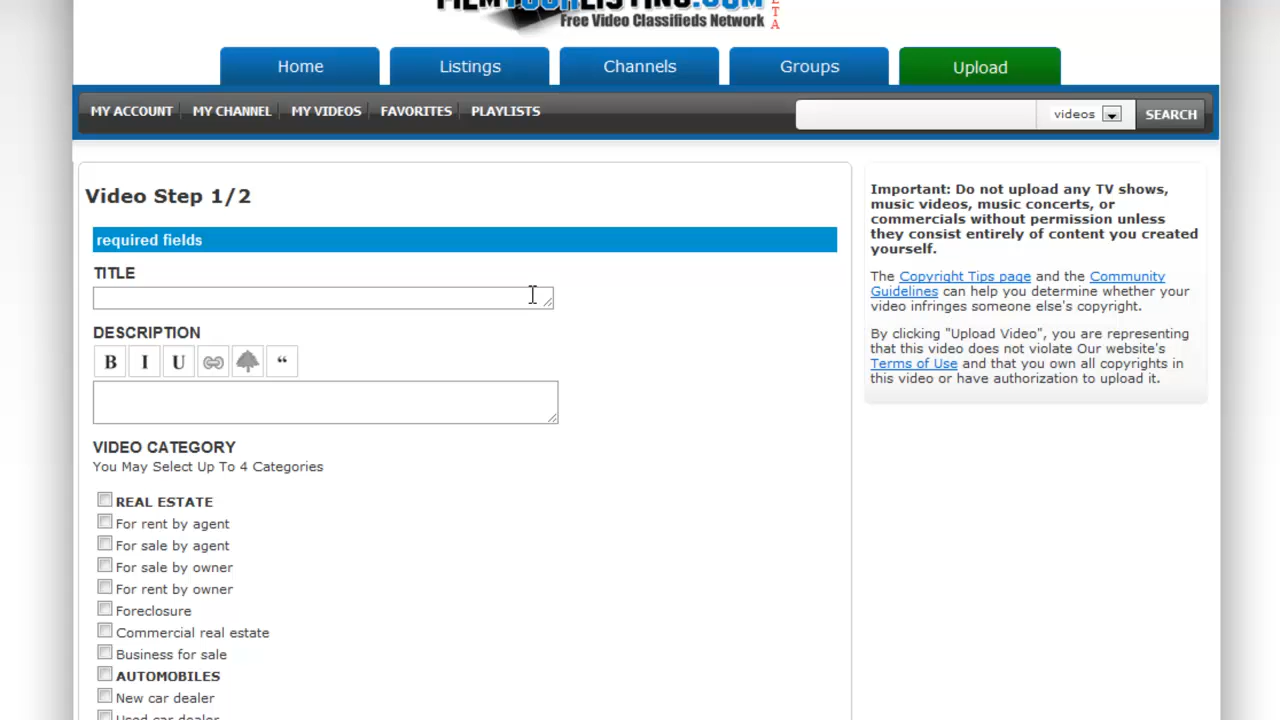 FILMYOURLISTING.COM
BETA
Free Video Classifieds Network
Home
Listings
Channels
Groups
Upload
MY ACCOUNT
MY CHANNEL
MY VIDEOS
FAVORITES
PLAYLISTS
videos
SEARCH
Video Step 1/2
required fields
TITLE
DESCRIPTION
B I U “
VIDEO CATEGORY
You May Select Up To 4 Categories
REAL ESTATE
For rent by agent
For sale by agent
For sale by owner
For rent by owner
Foreclosure
Commercial real estate
Business for sale
AUTOMOBILES
New car dealer
Used car dealer
Important: Do not upload any TV shows,
music videos, music concerts, or
commercials without permission unless
they consist entirely of content you created
yourself.
The Copyright Tips page and the Community
Guidelines can help you determine whether your
video infringes someone else's copyright.
By clicking "Upload Video", you are representing
that this video does not violate Our website's
Terms of Use and that you own all copyrights in
this video or have authorization to upload it.